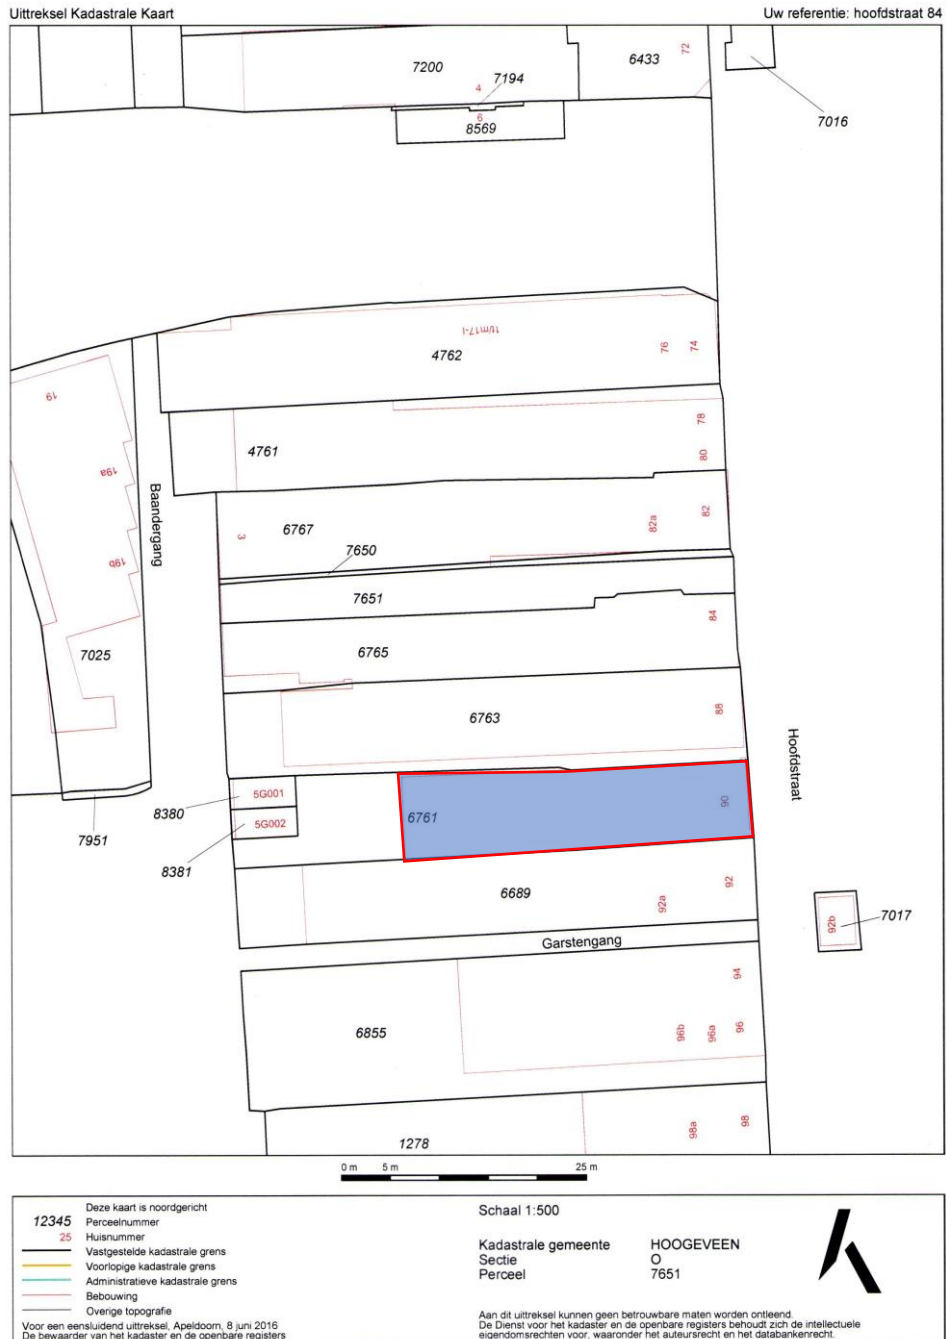 Uittreksel Kadastrale Kaart
Uw referentie: hoofdstraat 84
7200
7194
4
6
8569
6433
72
7016
4762
76
74
4761
78
80
19
19a
19b
Baandergang
3
6767
82a
82
7650
7651
84
6765
7025
6763
88
Hoofdstraat
7951
8380
5G001
8381
5G002
6761
90
6689
92a
92
92b
7017
Garstengang
94
6855
96b
96a
96
1278
98a
98
0 m 5 m 25 m
Deze kaart is noordgericht
12345 Perceelnummer
25 Huisnummer
Vastgestelde kadastrale grens
Voorlopige kadastrale grens
Administratieve kadastrale grens
Bebouwing
Overige topografie
Voor een eensluidend uittreksel, Apeldoorn, 8 juni 2016
De bewaarder van het kadaster en de openbare registers
Schaal 1:500
Kadastrale gemeente HOOGEVEEN
Sectie O
Perceel 7651
Aan dit uittreksel kunnen geen betrouwbare maten worden ontleend.
De Dienst voor het kadaster en de openbare registers behoudt zich de intellectuele
eigendomsrechten voor, waaronder het auteursrecht en het databankenrecht.